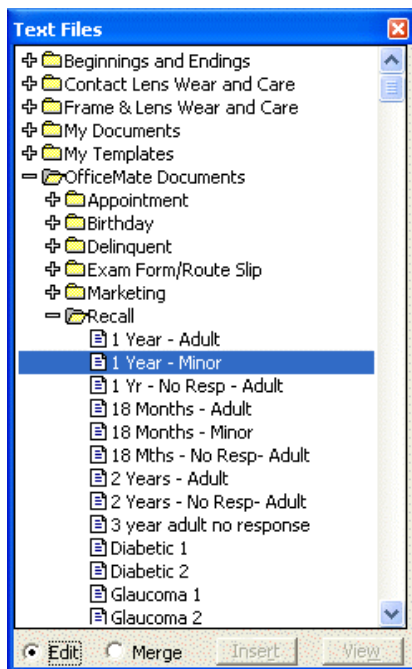 Text Files
Beginnings and Endings
Contact Lens Wear and Care
Frame & Lens Wear and Care
My Documents
My Templates
OfficeMate Documents
Appointment
Birthday
Delinquent
Exam Form/Route Slip
Marketing
Recall
1 Year - Adult
1 Year - Minor
1 Yr - No Resp - Adult
18 Months - Adult
18 Months - Minor
18 Mths - No Resp- Adult
2 Years - Adult
2 Years - No Resp- Adult
3 year adult no response
Diabetic 1
Diabetic 2
Glaucoma 1
Glaucoma 2
Edit Merge Insert View